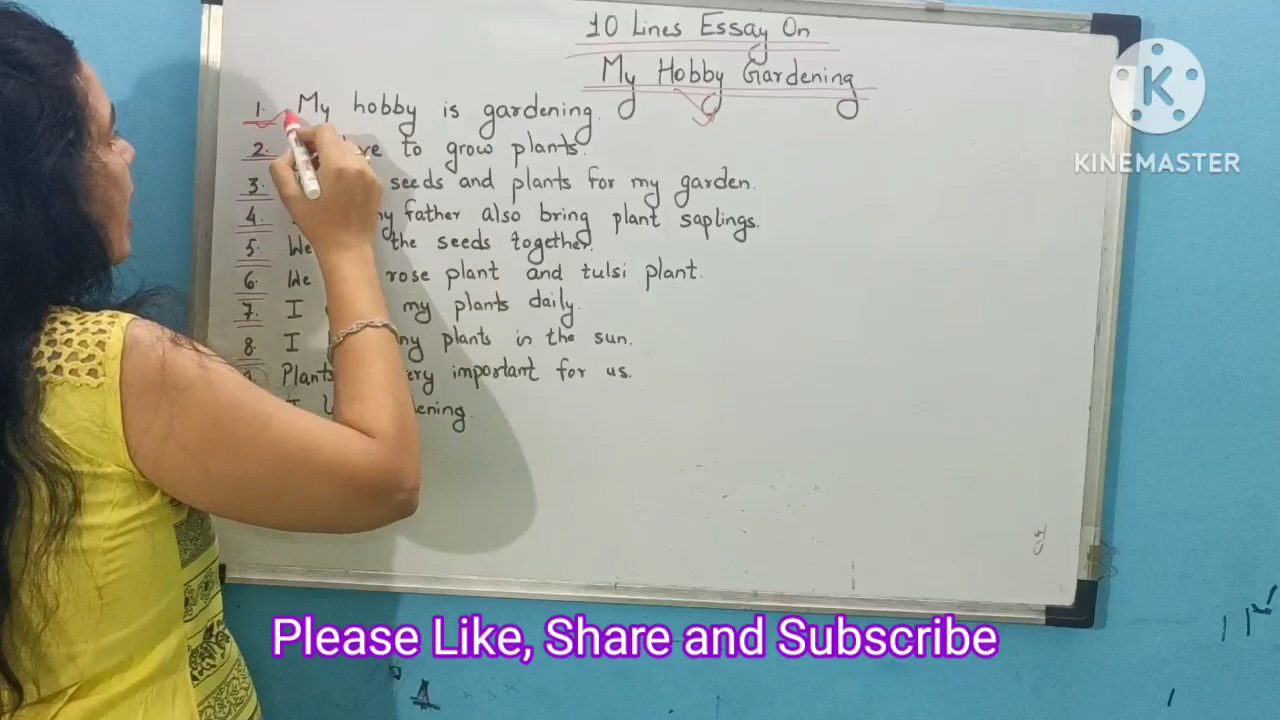 10 Lines Essay On
My Hobby Gardening
1. My hobby is gardening.
2. to grow plants.
3. seeds and plants for my garden.
4. father also bring plant saplings.
5. We the seeds together.
6. We rose plant and tulsi plant.
7. I my plants daily.
8. I plants in the sun.
Plants important for us.
I
KINEMASTER
Please Like, Share and Subscribe